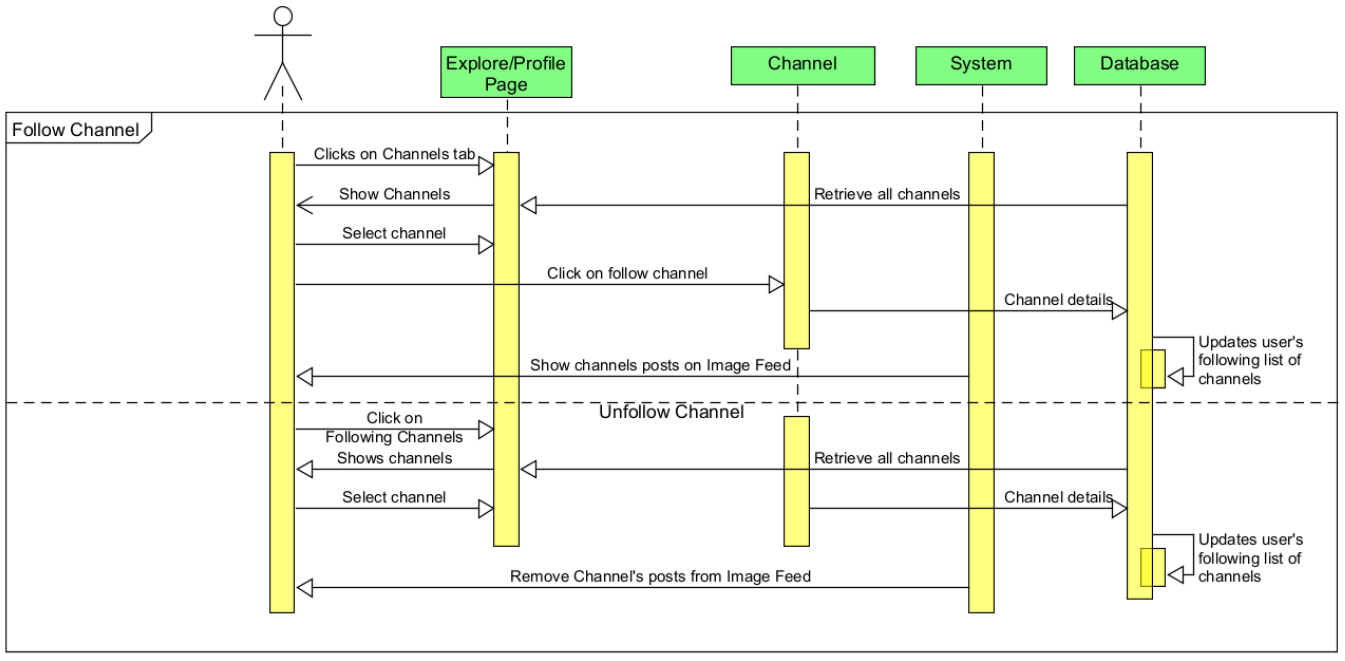 Explore/Profile
Page
Channel
System
Database
Follow Channel
Clicks on Channels tab
Show Channels
Retrieve all channels
Select channel
Click on follow channel
Channel details
Updates user's
following list of
channels
Show channels posts on Image Feed
Unfollow Channel
Click on
Following Channels
Shows channels
Retrieve all channels
Select channel
Channel details
Updates user's
following list of
channels
Remove Channel's posts from Image Feed